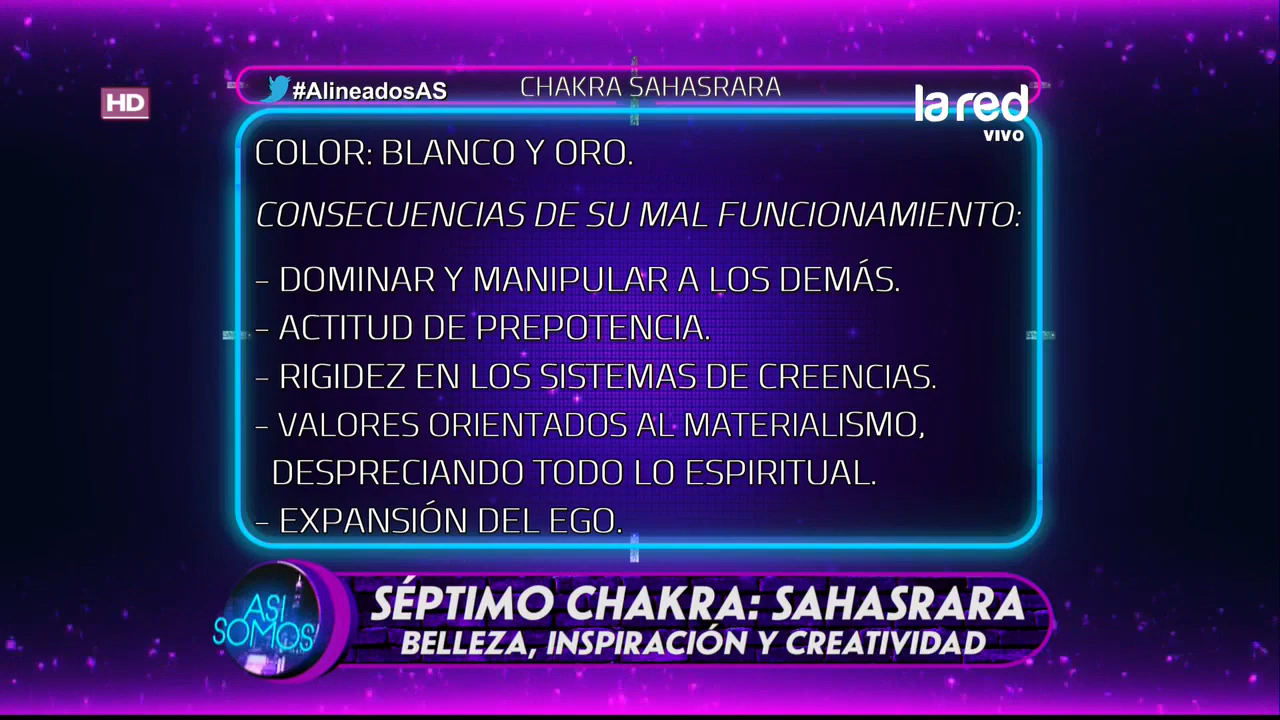 #AlineadosAS
CHAKRA SAHASRARA
HD
la red
VIVO
COLOR: BLANCO Y ORO.
CONSECUENCIAS DE SU MAL FUNCIONAMIENTO:
– DOMINAR Y MANIPULAR A LOS DEMÁS.
– ACTITUD DE PREPOTENCIA.
– RIGIDEZ EN LOS SISTEMAS DE CREENCIAS.
– VALORES ORIENTADOS AL MATERIALISMO,
DESPRECIANDO TODO LO ESPIRITUAL.
– EXPANSIÓN DEL EGO.
ASI
SOMOS
SÉPTIMO CHAKRA: SAHASRARA
BELLEZA, INSPIRACIÓN Y CREATIVIDAD